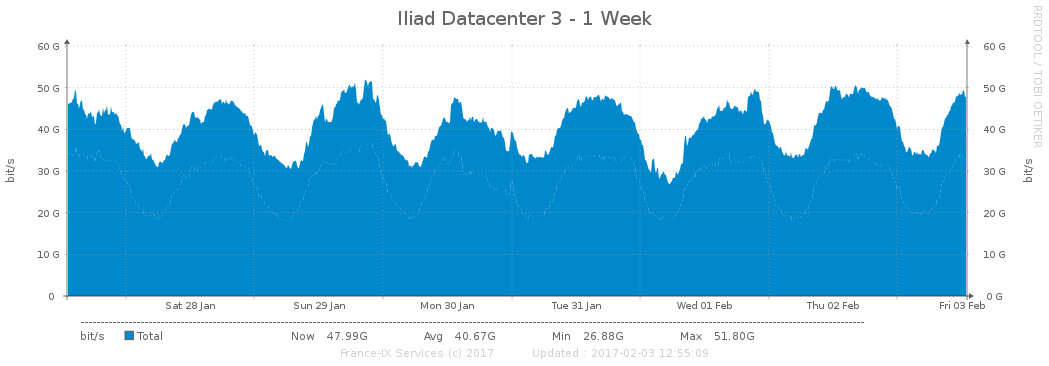 Iliad Datacenter 3 - 1 Week
RRDTOOL / TOBI OETIKER
60 G 60 G
50 G 50 G
40 G 40 G
30 G 30 G
20 G 20 G
10 G 10 G
0 0 G
bit/s
bit/s
Sat 28 Jan Sun 29 Jan Mon 30 Jan Tue 31 Jan Wed 01 Feb Thu 02 Feb Fri 03 Feb
bit/s Total Now 47.99G Avg 40.67G Min 26.88G Max 51.80G
France-IX Services (c) 2017 Updated : 2017-02-03 12:55:09